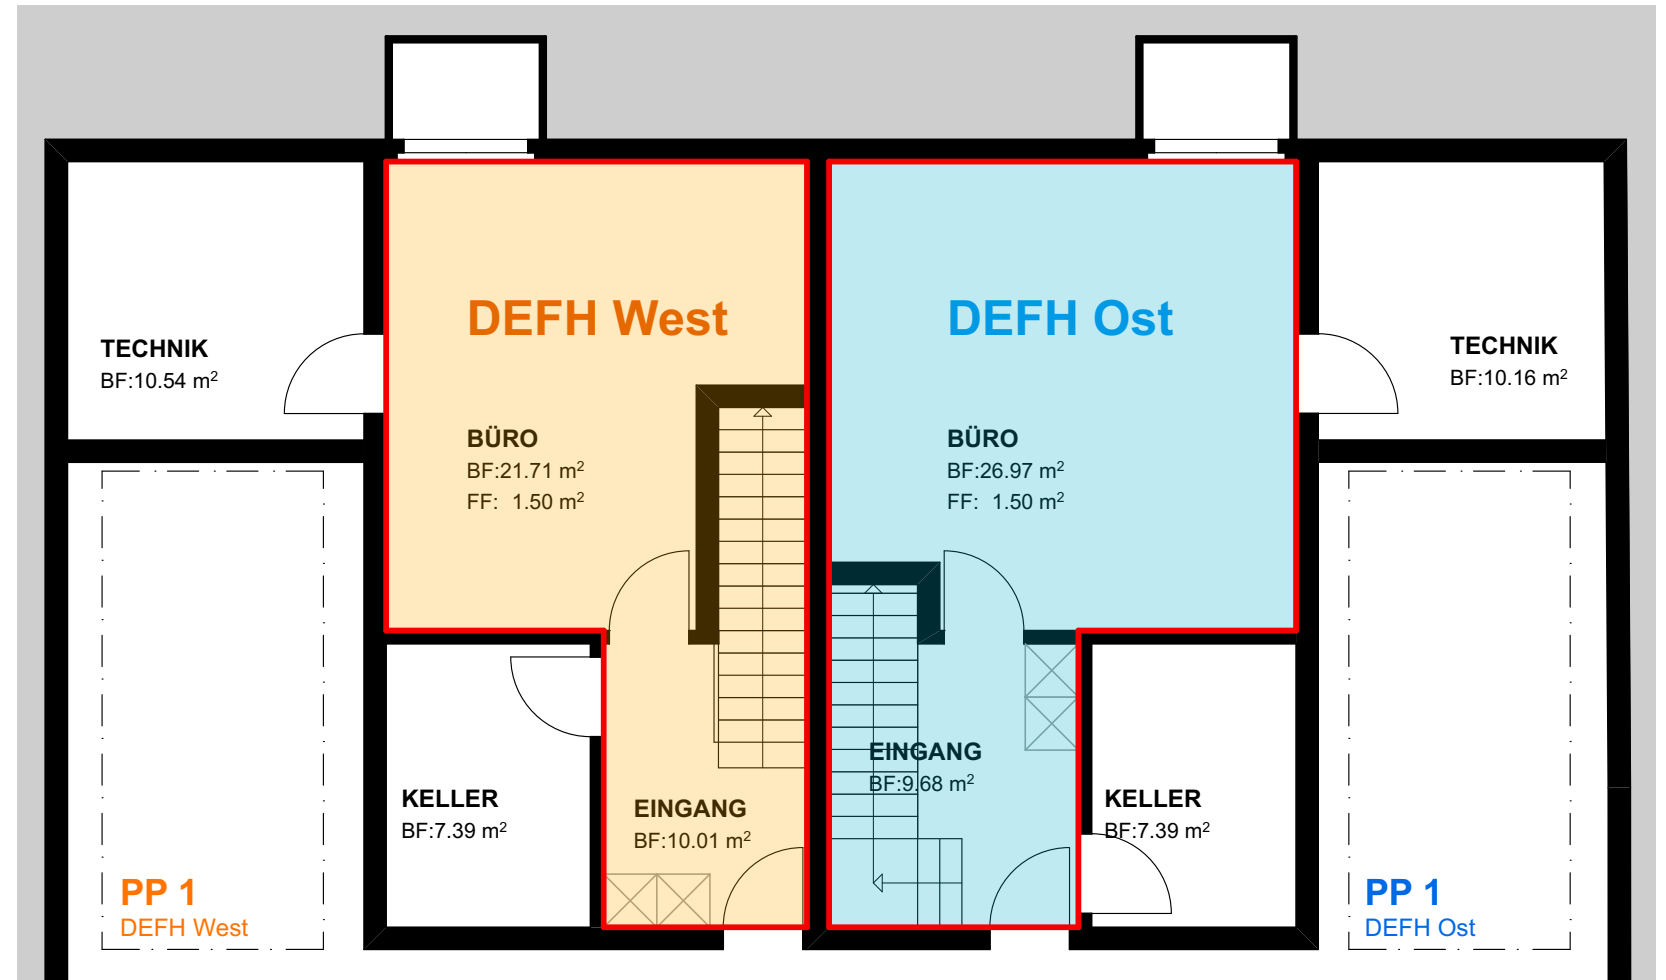 DEFH West
DEFH Ost
TECHNIK
BF:10.54 m²
TECHNIK
BF:10.16 m²
BÜRO
BF:21.71 m²
FF: 1.50 m²
BÜRO
BF:26.97 m²
FF: 1.50 m²
KELLER
BF:7.39 m²
EINGANG
BF:10.01 m²
EINGANG
BF:9.68 m²
KELLER
BF:7.39 m²
PP 1
DEFH West
PP 1
DEFH Ost